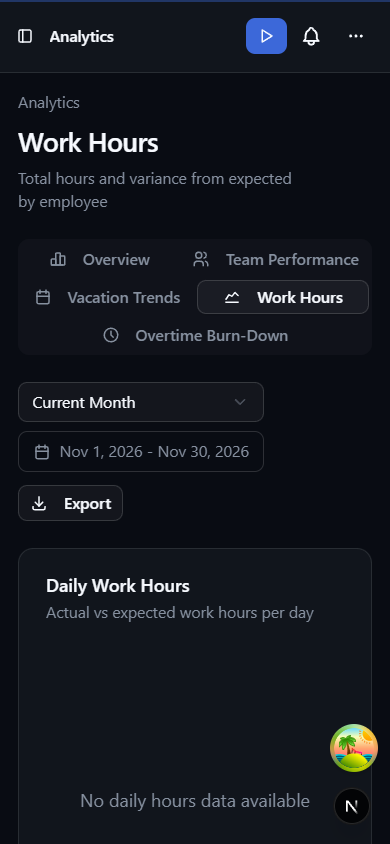 Analytics
Analytics
Work Hours
Total hours and variance from expected
by employee
Overview
Team Performance
Vacation Trends
Work Hours
Overtime Burn-Down
Current Month
Nov 1, 2026 - Nov 30, 2026
Export
Daily Work Hours
Actual vs expected work hours per day
No daily hours data available
N